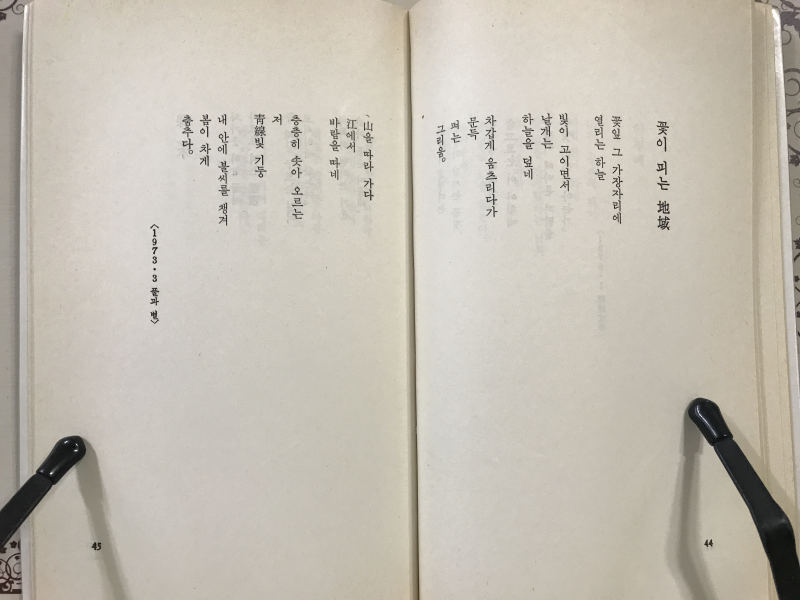 꽃이 피는 地域
꽃잎 그 가장자리에
열리는 하늘
빛이 고이면서
날개는
하늘을 덮네
차갑게 움츠리다가
문득
펴는
그리움。
44
山을 따라 가다
江에서
바람을 따네
층층히 솟아 오르는
저
靑線빛 기둥
내 안에 불씨를 챙겨
봄이 차게
춤추다。
〈1973·3 풀과 별〉
45